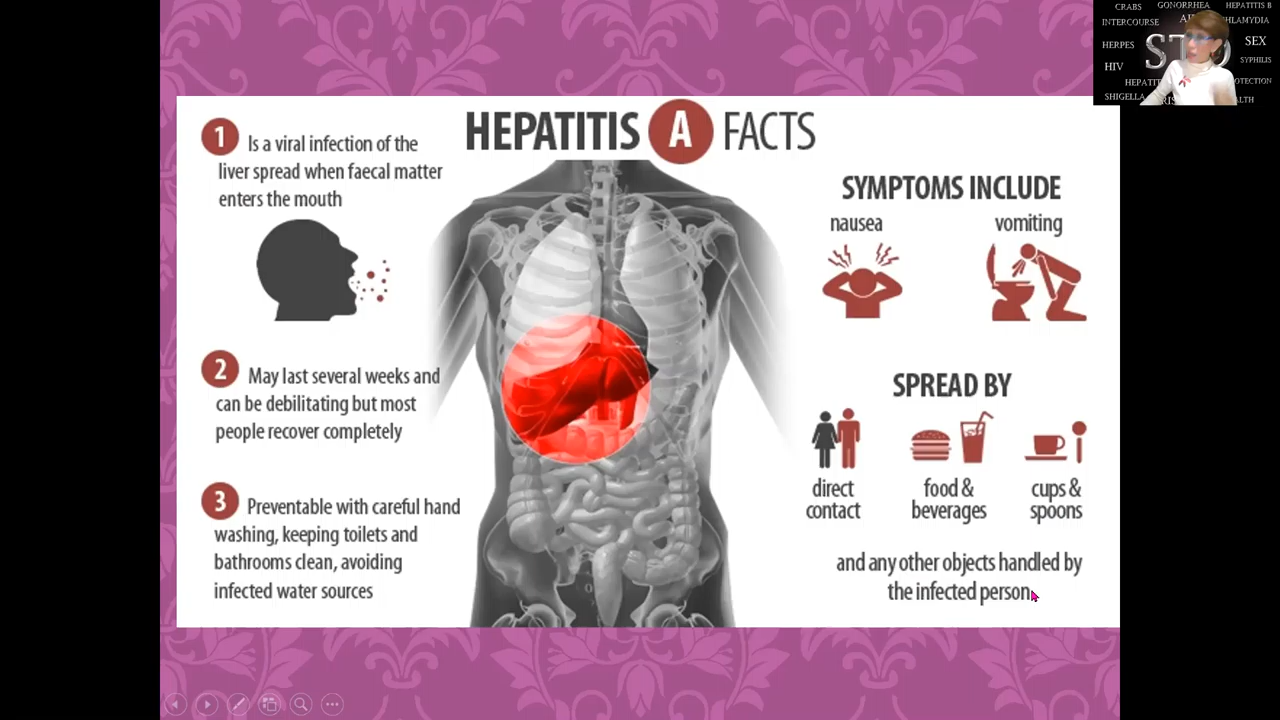 HEPATITIS A FACTS
1 Is a viral infection of the
liver spread when faecal matter
enters the mouth
2 May last several weeks and
can be debilitating but most
people recover completely
3 Preventable with careful hand
washing, keeping toilets and
bathrooms clean, avoiding
infected water sources
SYMPTOMS INCLUDE
nausea
vomiting
SPREAD BY
direct
contact
food &
beverages
cups &
spoons
and any other objects handled by
the infected person
CRABS
GONORRHEA
HEPATITIS B
INTERCOURSE
HERPES
SEX
HIV
SYPHILIS
SHIGELLA